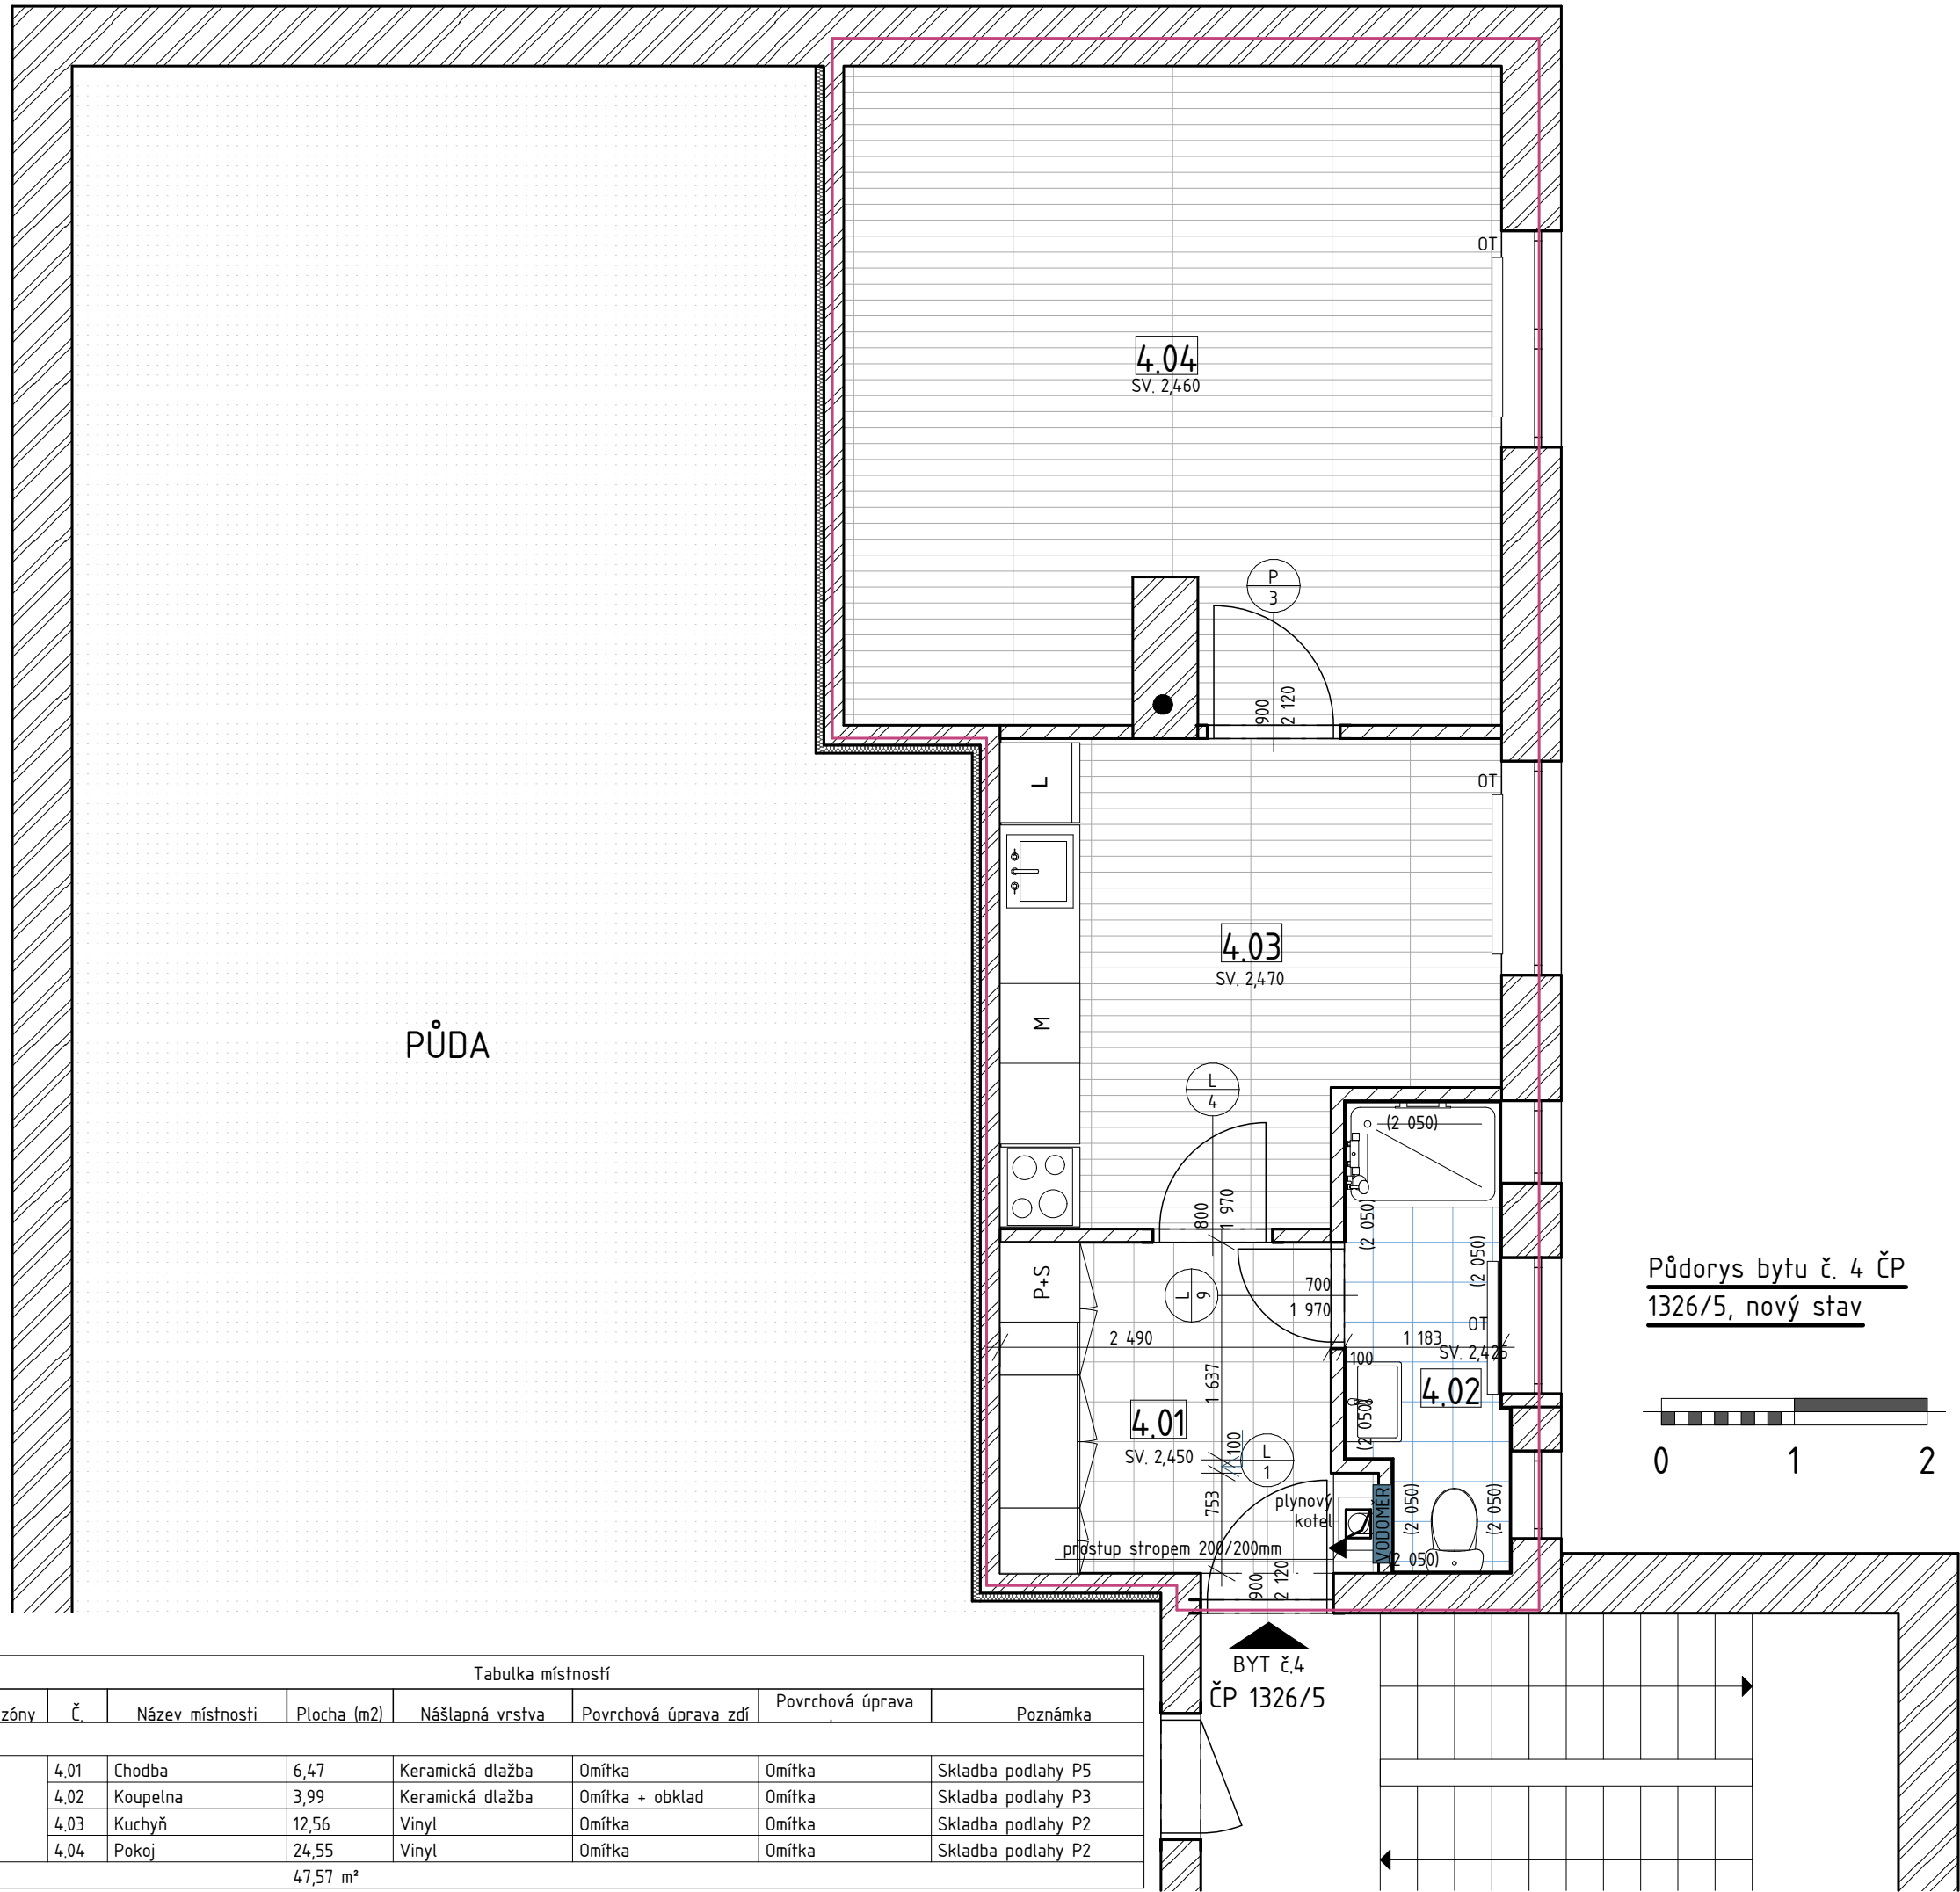 OT
4.04
SV. 2,460
P
3
900
2 120
L
OT
4.03
SV. 2,470
M
PŮDA
L
4
(2 050)
800
1 970
(2 050)
(2 050)
P+S
L
9
700
1 970
OT
2 490
1 183
100
SV. 2,425
4.02
1 637
4.01
SV. 2,450
(2 050)
100
L
1
753
plynový
kotel
VODOMĚR
(2 050)
(2 050)
prostup stropem 200/200mm
(2 050)
900
2 120
BYT č.4
ČP 1326/5
Půdorys bytu č. 4 ČP
1326/5, nový stav
0 1 2
Tabulka místností
zóny Č. Název místnosti Plocha (m2) Nášlapná vrstva Povrchová úprava zdí Povrchová úprava Poznámka
4.01 Chodba 6,47 Keramická dlažba Omítka Omítka Skladba podlahy P5
4.02 Koupelna 3,99 Keramická dlažba Omítka + obklad Omítka Skladba podlahy P3
4.03 Kuchyň 12,56 Vinyl Omítka Omítka Skladba podlahy P2
4.04 Pokoj 24,55 Vinyl Omítka Omítka Skladba podlahy P2
47,57 m²